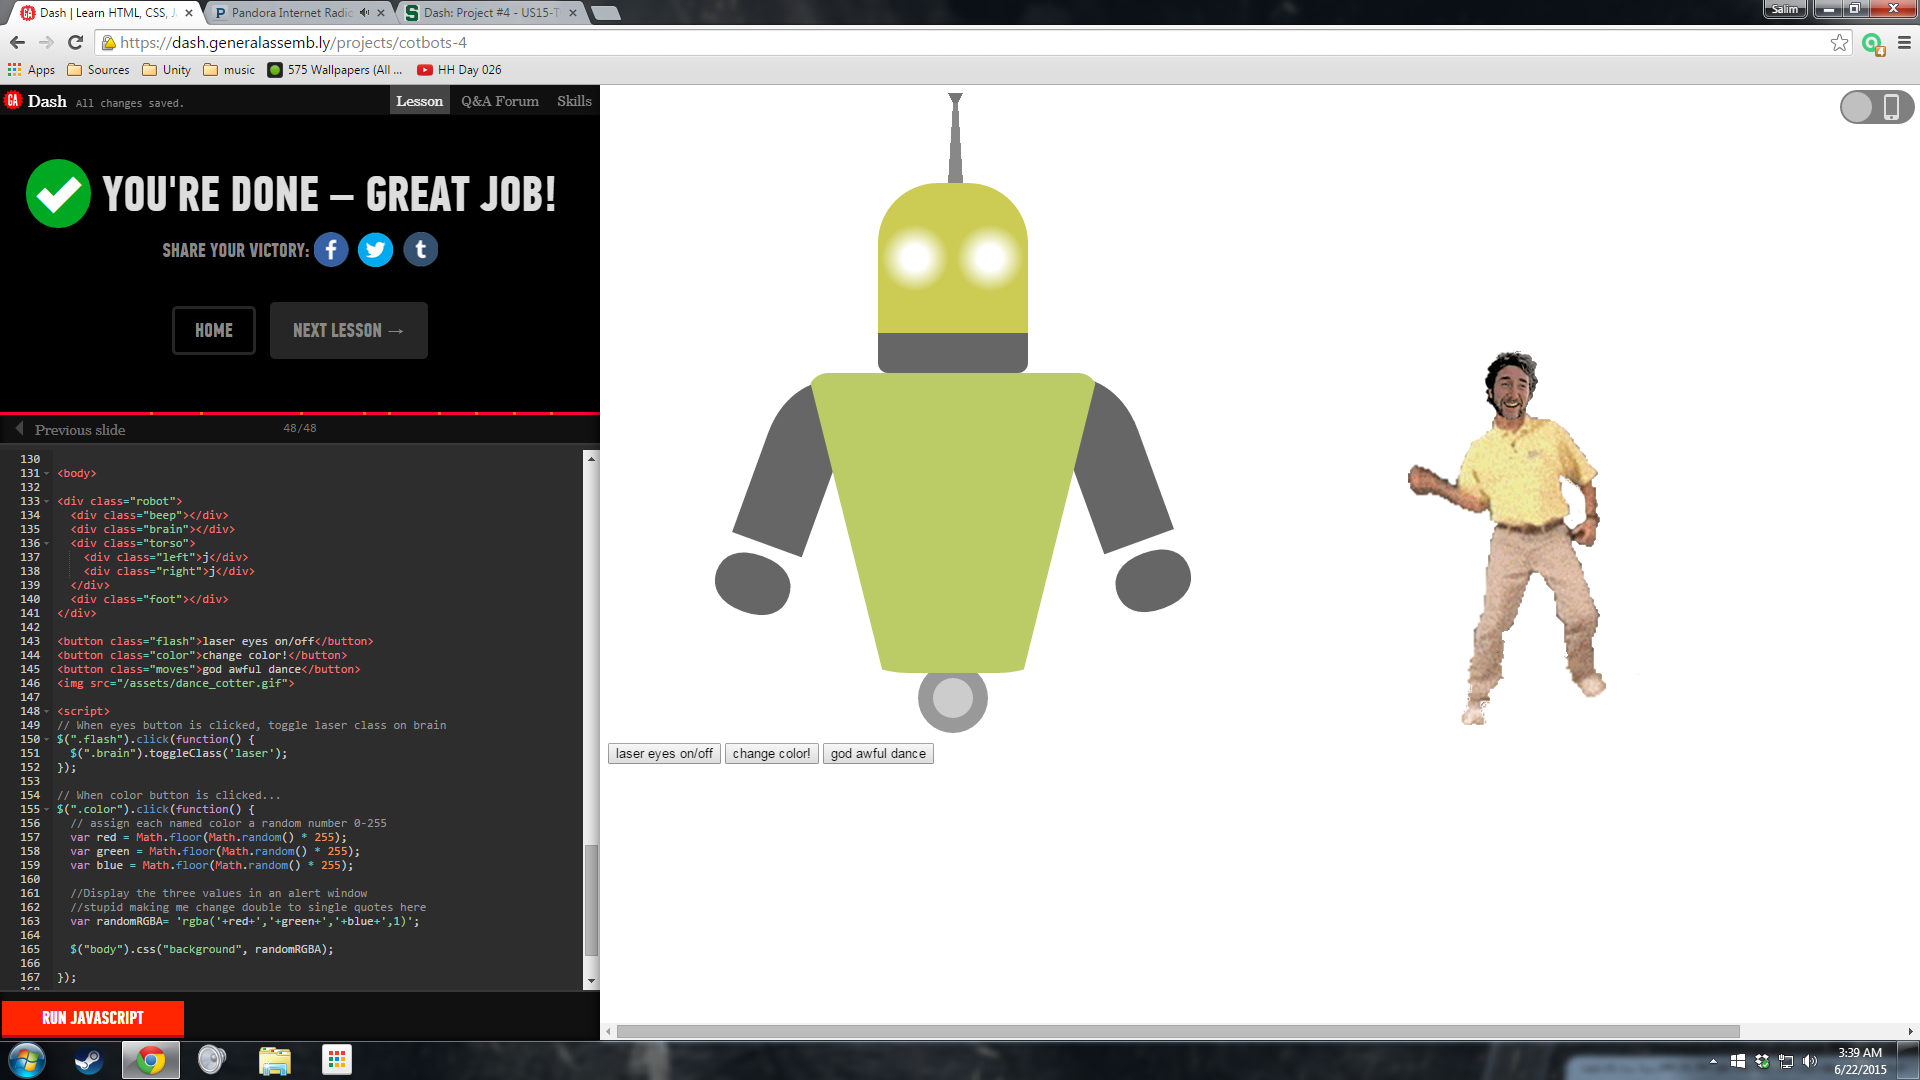 Dash | Learn HTML, CSS, J
Pandora Internet Radio
Dash: Project #4 - US15-T
Salim
https://dash.generalassemb.ly/projects/cotbots-4
4
Apps
Sources
Unity
music
575 Wallpapers (All ...
HH Day 026
GA
Dash
All changes saved.
Lesson
Q&A Forum
Skills
YOU'RE DONE – GREAT JOB!
SHARE YOUR VICTORY:
HOME
NEXT LESSON →
Previous slide
48/48
130
131 <body>
132
133 <div class="robot">
134 <div class="beep"></div>
135 <div class="brain"></div>
136 <div class="torso">
137 <div class="left">j</div>
138 <div class="right">j</div>
139 </div>
140 <div class="foot"></div>
141 </div>
142
143 <button class="flash">laser eyes on/off</button>
144 <button class="color">change color!</button>
145 <button class="moves">god awful dance</button>
146 <img src="/assets/dance_cotter.gif">
147
148 <script>
149 // When eyes button is clicked, toggle laser class on brain
150 $(".flash").click(function() {
151 $(".brain").toggleClass('laser');
152 });
153
154 // When color button is clicked...
155 $(".color").click(function() {
156 // assign each named color a random number 0-255
157 var red = Math.floor(Math.random() * 255);
158 var green = Math.floor(Math.random() * 255);
159 var blue = Math.floor(Math.random() * 255);
160
161 //Display the three values in an alert window
162 //stupid making me change double to single quotes here
163 var randomRGBA= 'rgba('+red+','+green+','+blue+',1)';
164
165 $("body").css("background", randomRGBA);
166
167 });
RUN JAVASCRIPT
laser eyes on/off
change color!
god awful dance
3:39 AM
6/22/2015